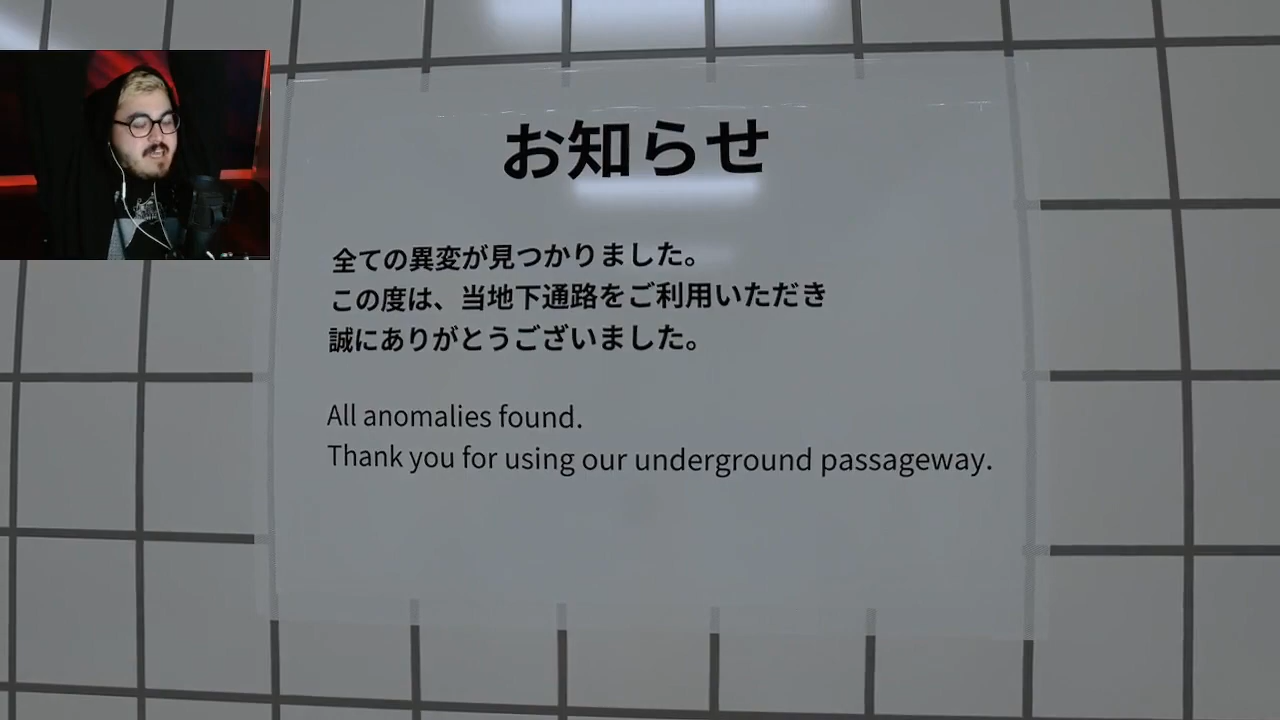 お知らせ
全ての異変が見つかりました。
この度は、当地下通路をご利用いただき
誠にありがとうございました。
All anomalies found.
Thank you for using our underground passageway.